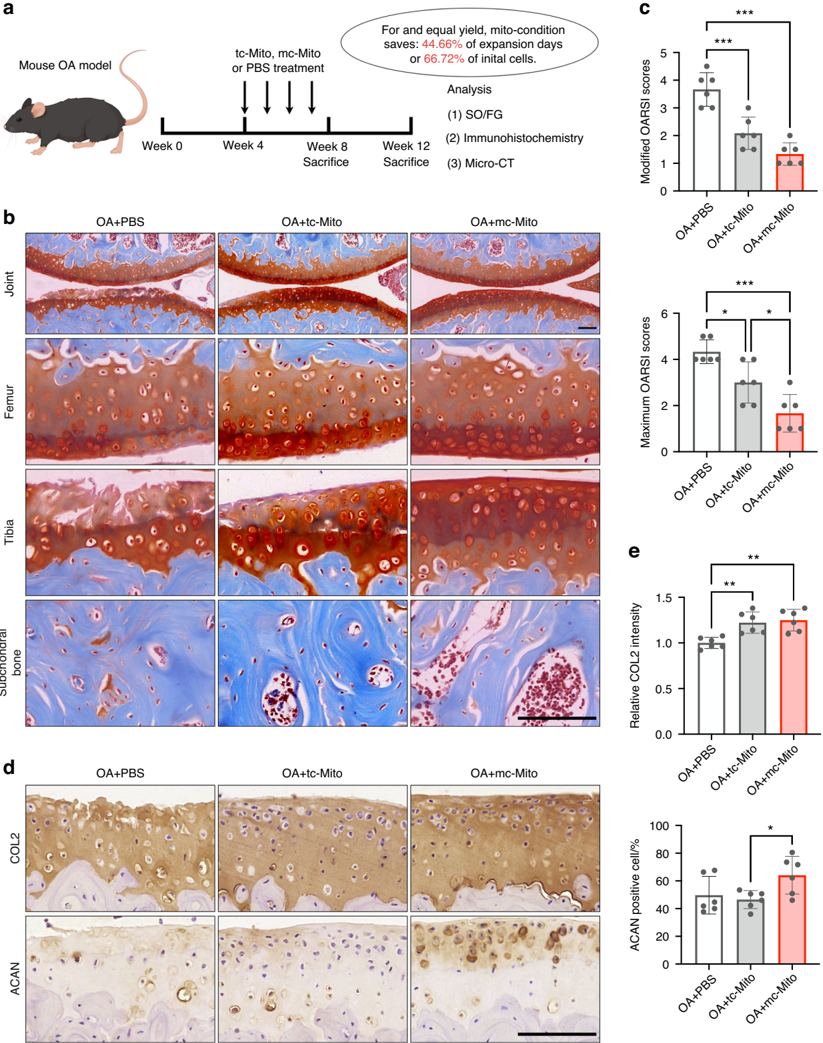 a
Mouse OA model
tc-Mito, mc-Mito
or PBS treatment
For and equal yield, mito-condition
saves: 44.66% of expansion days
or 66.72% of inital cells.
Week 0
Week 4
Week 8
Sacrifice
Week 12
Sacrifice
Analysis
(1) SO/FG
(2) Immunohistochemistry
(3) Micro-CT
b
OA+PBS
OA+tc-Mito
OA+mc-Mito
Joint
Femur
Tibia
Subchondral
bone
c
Modified OARSI scores
5
4
3
2
1
0
***
***
OA+PBS
OA+tc-Mito
OA+mc-Mito
Maximum OARSI scores
6
4
2
0
***
*
*
OA+PBS
OA+tc-Mito
OA+mc-Mito
d
OA+PBS
OA+tc-Mito
OA+mc-Mito
COL2
ACAN
e
Relative COL2 intensity
1.5
1.0
0.5
0.0
**
**
OA+PBS
OA+tc-Mito
OA+mc-Mito
ACAN positive cell/%
100
80
60
40
20
0
*
OA+PBS
OA+tc-Mito
OA+mc-Mito